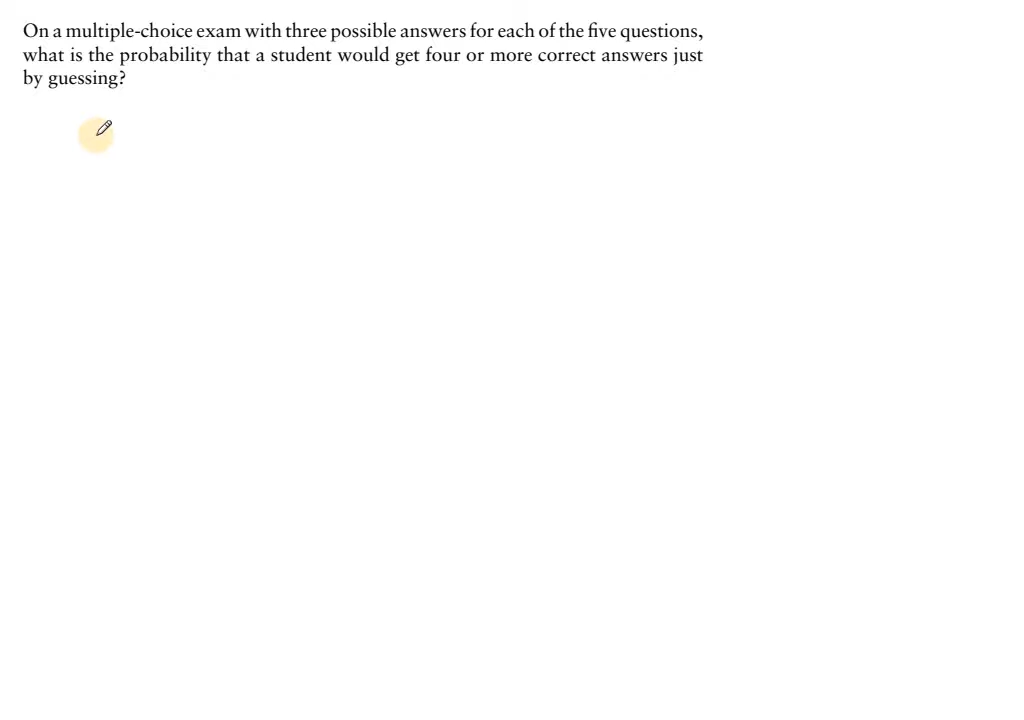 On a multiple-choice exam with three possible answers for each of the five questions,
what is the probability that a student would get four or more correct answers just
by guessing?